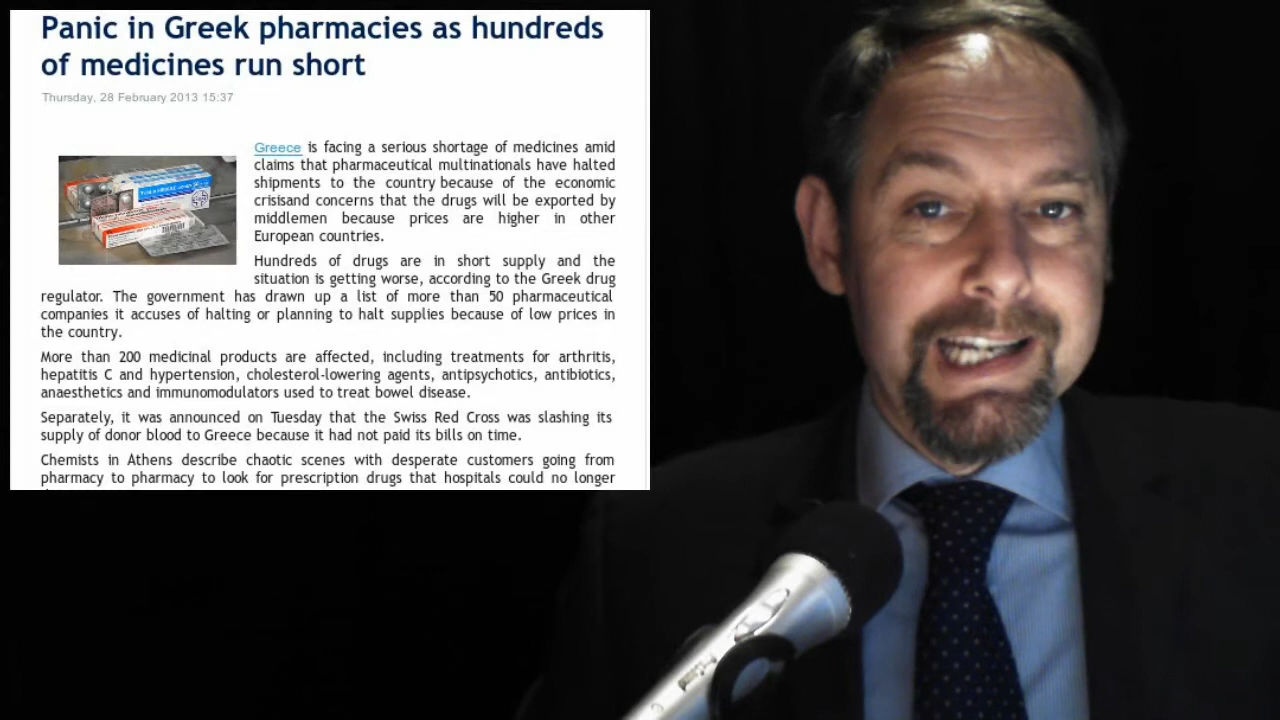 Panic in Greek pharmacies as hundreds
of medicines run short
Thursday, 28 February 2013 15:37
Greece is facing a serious shortage of medicines amid
claims that pharmaceutical multinationals have halted
shipments to the country because of the economic
crisisand concerns that the drugs will be exported by
middlemen because prices are higher in other
European countries.
Hundreds of drugs are in short supply and the
situation is getting worse, according to the Greek drug
regulator. The government has drawn up a list of more than 50 pharmaceutical
companies it accuses of halting or planning to halt supplies because of low prices in
the country.
More than 200 medicinal products are affected, including treatments for arthritis,
hepatitis C and hypertension, cholesterol-lowering agents, antipsychotics, antibiotics,
anaesthetics and immunomodulators used to treat bowel disease.
Separately, it was announced on Tuesday that the Swiss Red Cross was slashing its
supply of donor blood to Greece because it had not paid its bills on time.
Chemists in Athens describe chaotic scenes with desperate customers going from
pharmacy to pharmacy to look for prescription drugs that hospitals could no longer